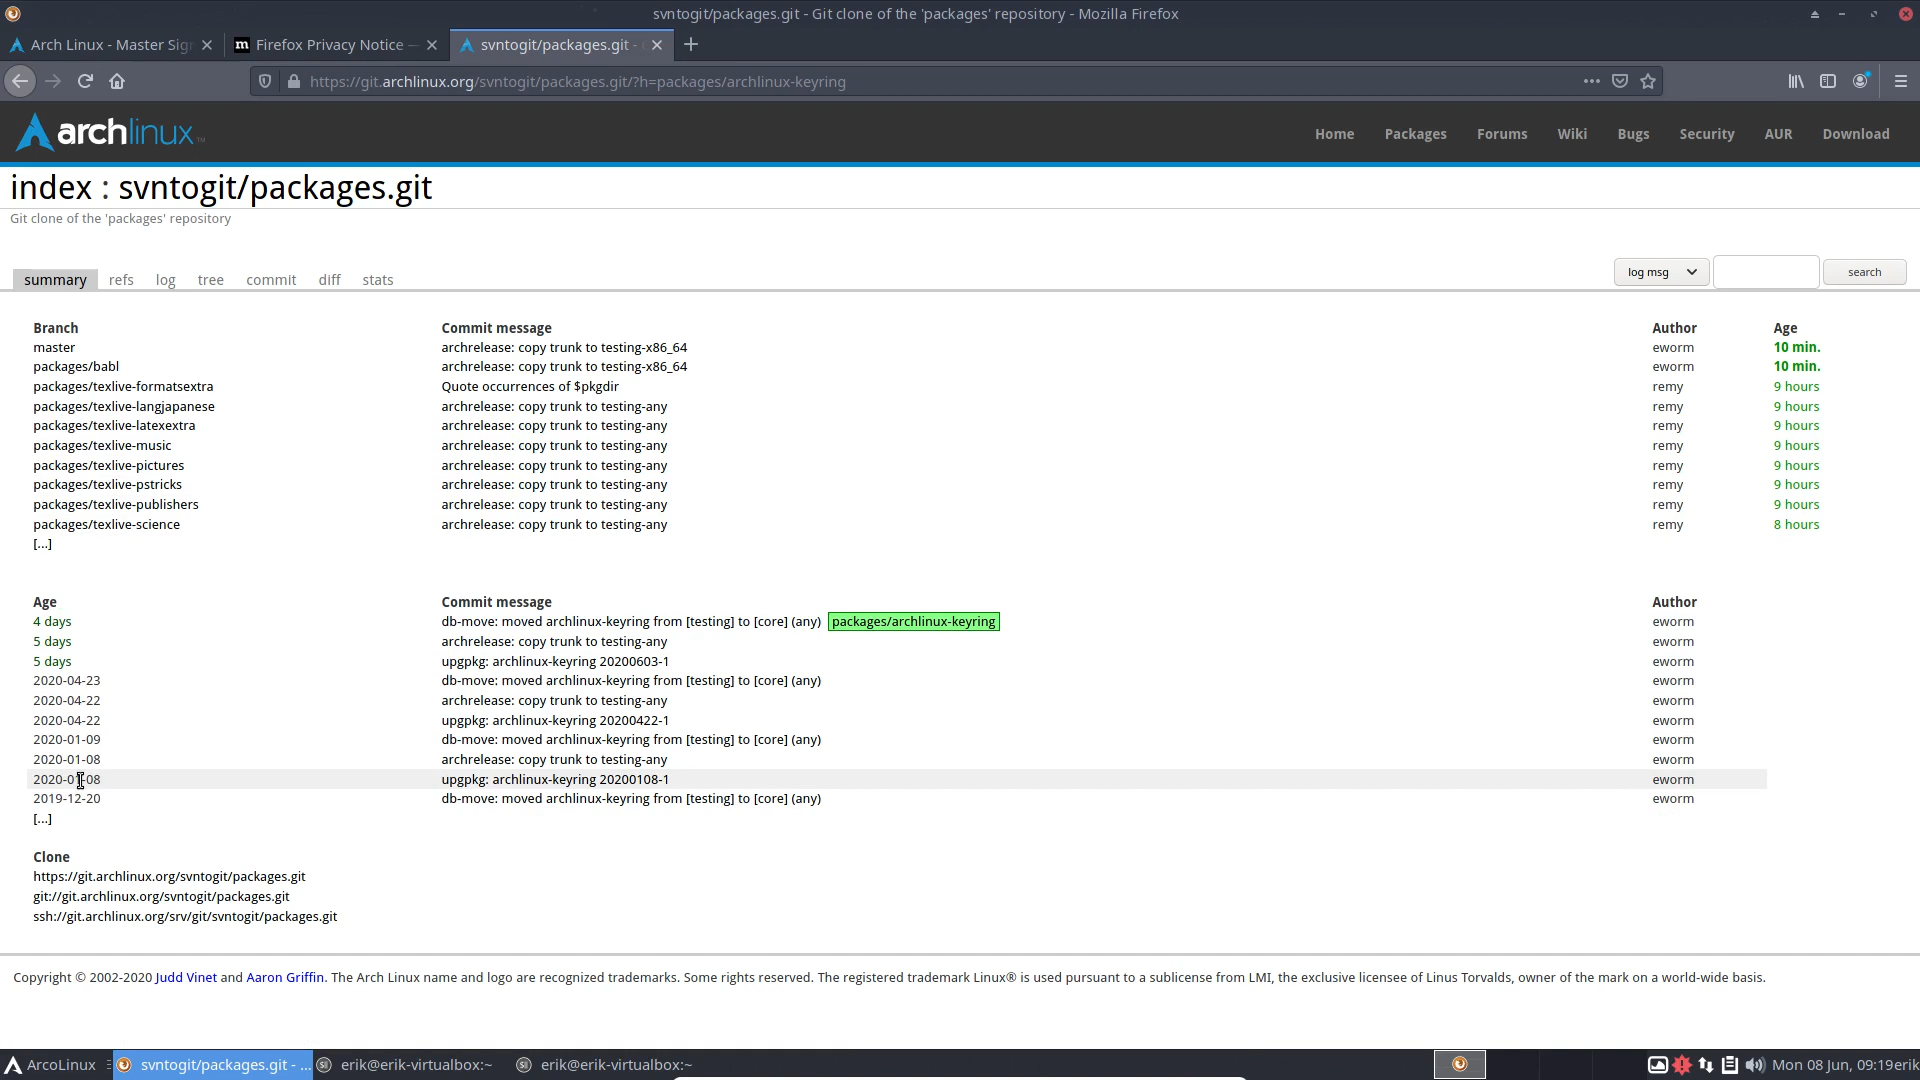 svntogit/packages.git - Git clone of the 'packages' repository - Mozilla Firefox
Arch Linux - Master Sig
m Firefox Privacy Notice —
svntogit/packages.git -
https://git.archlinux.org/svntogit/packages.git/?h=packages/archlinux-keyring
archlinux™
Home Packages Forums Wiki Bugs Security AUR Download
index : svntogit/packages.git
Git clone of the 'packages' repository
summary refs log tree commit diff stats
log msg search
Branch Commit message Author Age
master archrelease: copy trunk to testing-x86_64 eworm 10 min.
packages/babl archrelease: copy trunk to testing-x86_64 eworm 10 min.
packages/texlive-formatsextra Quote occurrences of $pkgdir remy 9 hours
packages/texlive-langjapanese archrelease: copy trunk to testing-any remy 9 hours
packages/texlive-latexextra archrelease: copy trunk to testing-any remy 9 hours
packages/texlive-music archrelease: copy trunk to testing-any remy 9 hours
packages/texlive-pictures archrelease: copy trunk to testing-any remy 9 hours
packages/texlive-pstricks archrelease: copy trunk to testing-any remy 9 hours
packages/texlive-publishers archrelease: copy trunk to testing-any remy 9 hours
packages/texlive-science archrelease: copy trunk to testing-any remy 8 hours
[...]
Age Commit message Author
4 days db-move: moved archlinux-keyring from [testing] to [core] (any) packages/archlinux-keyring eworm
5 days archrelease: copy trunk to testing-any eworm
5 days upgpkg: archlinux-keyring 20200603-1 eworm
2020-04-23 db-move: moved archlinux-keyring from [testing] to [core] (any) eworm
2020-04-22 archrelease: copy trunk to testing-any eworm
2020-04-22 upgpkg: archlinux-keyring 20200422-1 eworm
2020-01-09 db-move: moved archlinux-keyring from [testing] to [core] (any) eworm
2020-01-08 archrelease: copy trunk to testing-any eworm
2020-01-08 upgpkg: archlinux-keyring 20200108-1 eworm
2019-12-20 db-move: moved archlinux-keyring from [testing] to [core] (any) eworm
[...]
Clone
https://git.archlinux.org/svntogit/packages.git
git://git.archlinux.org/svntogit/packages.git
ssh://git.archlinux.org/srv/git/svntogit/packages.git
Copyright © 2002-2020 Judd Vinet and Aaron Griffin. The Arch Linux name and logo are recognized trademarks. Some rights reserved. The registered trademark Linux® is used pursuant to a sublicense from LMI, the exclusive licensee of Linus Torvalds, owner of the mark on a world-wide basis.
ArcoLinux svntogit/packages.git - ... erik@erik-virtualbox:~ erik@erik-virtualbox:~ Mon 08 Jun, 09:19 erik